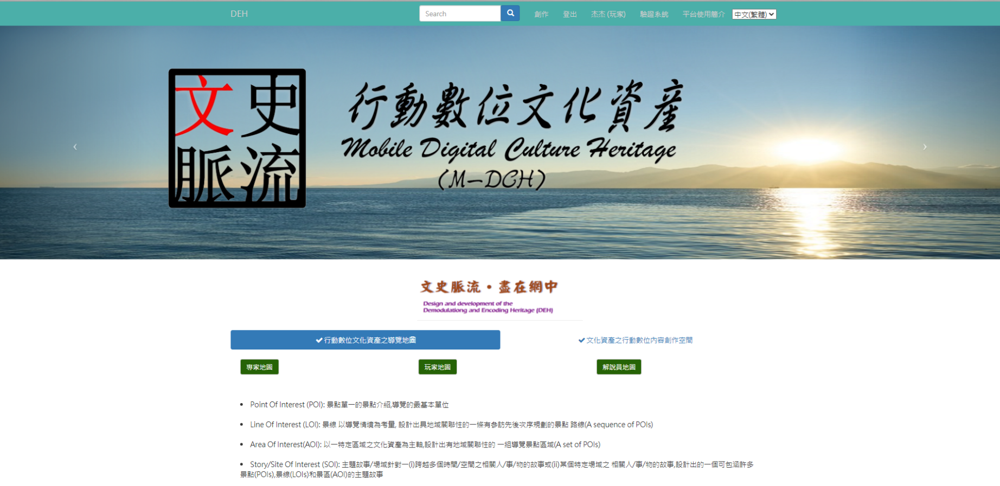 DEH
Search
創作
登出
杰杰 (玩家)
驗證系統
平台使用簡介
中文(繁體)
文史
脈流
行動數位文化資產
Mobile Digital Culture Heritage
(M-DCH)
文史脈流・盡在網中
Design and development of the
Demodulationg and Encoding Heritage (DEH)
行動數位文化資產之導覽地圖
文化資產之行動數位內容創作空間
專家地圖
玩家地圖
解說員地圖
Point Of Interest (POI): 景點單一的景點介紹,導覽的最基本單位
Line Of Interest (LOI): 景線 以導覽情境為考量, 設計出具地域關聯性的一條有參訪先後次序規劃的景點 路線(A sequence of POIs)
Area Of Interest(AOI): 以一特定區域之文化資產為主軸,設計出有地域關聯性的 一組導覽景點區域(A set of POIs)
Story/Site Of Interest (SOI): 主題故事/場域針對一(i)跨越多個時間/空間之相關人/事/物的故事或(ii)某個特定場域之 相關人/事/物的故事,設計出的一個可包涵許多
景點(POIs),景線(LOIs)和景區(AOI)的主題故事